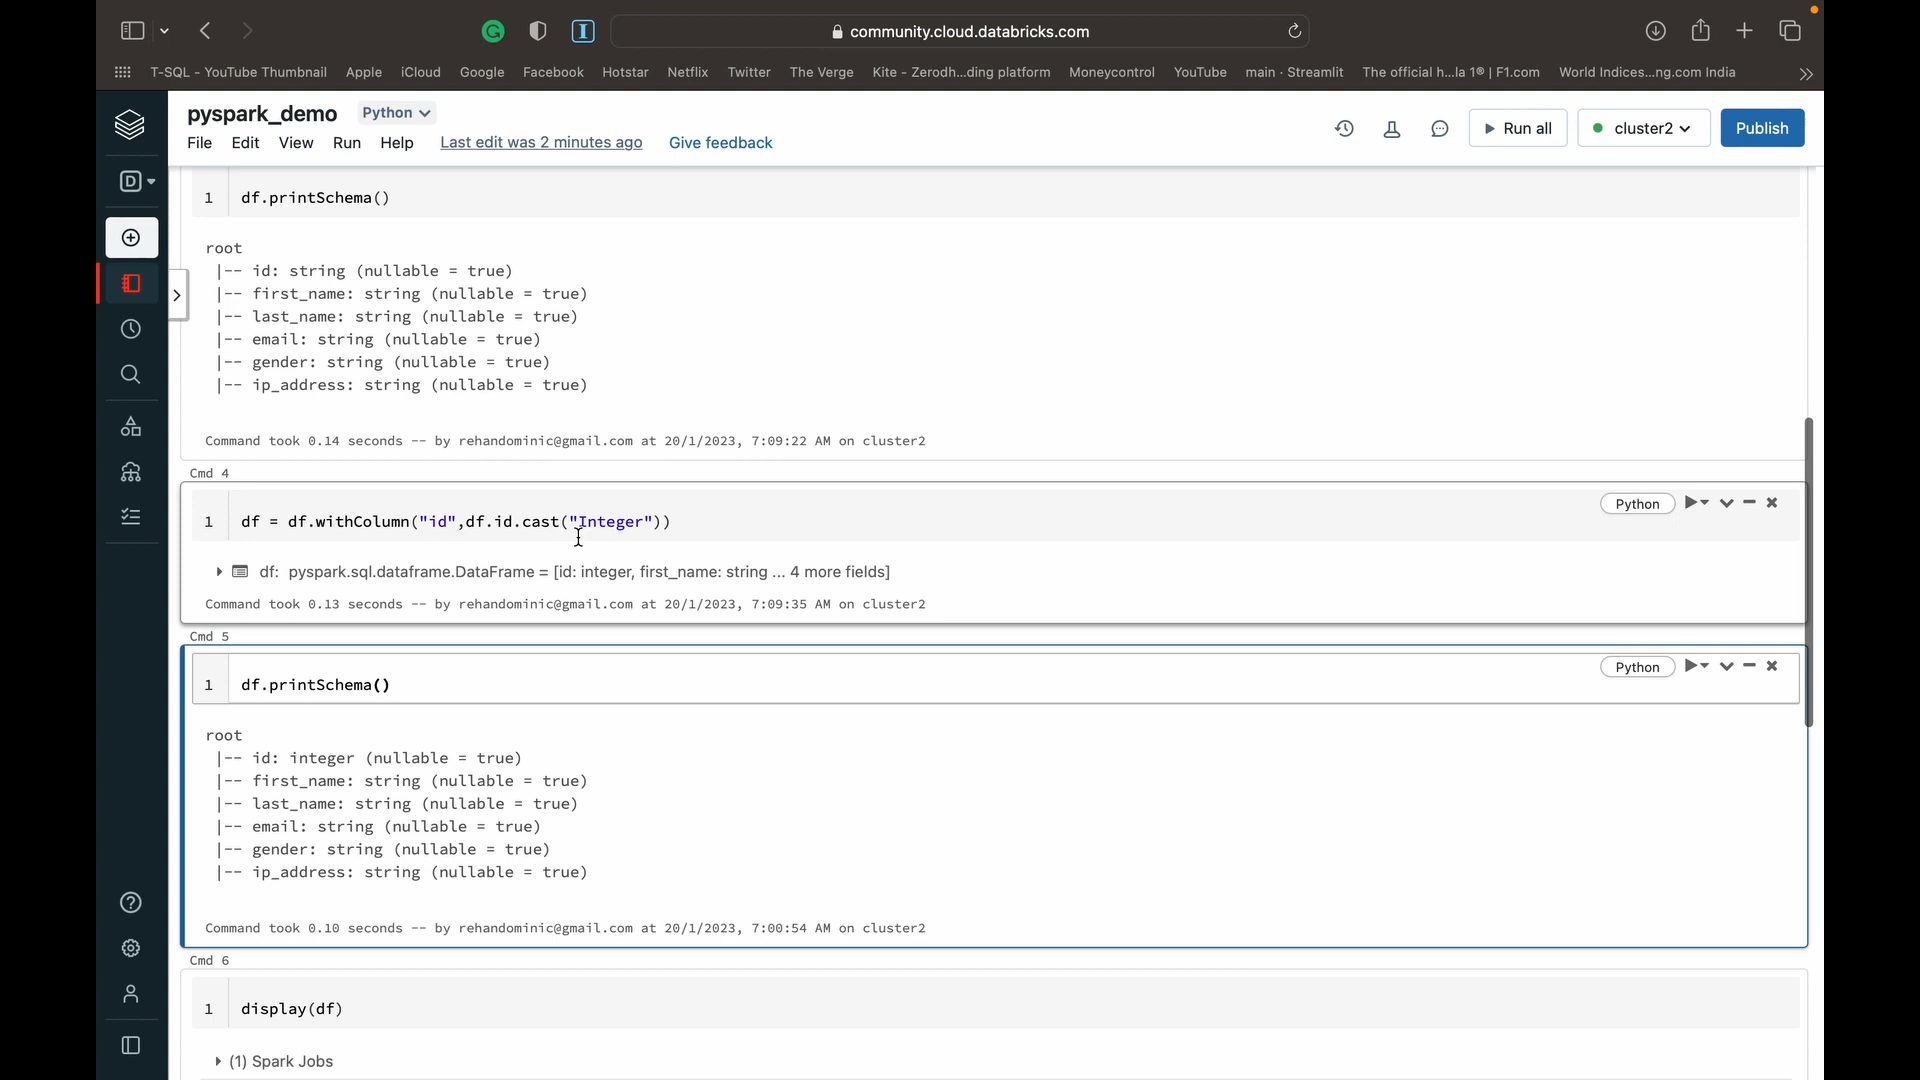 community.cloud.databricks.com
T-SQL - YouTube Thumbnail Apple iCloud Google Facebook Hotstar Netflix Twitter The Verge Kite - Zerodh...ding platform Moneycontrol YouTube main · Streamlit The official h...la 1® | F1.com World Indices...ng.com India
pyspark_demo Python
File Edit View Run Help Last edit was 2 minutes ago Give feedback
Run all cluster2 Publish
D
1 df.printSchema()
root
|-- id: string (nullable = true)
|-- first_name: string (nullable = true)
|-- last_name: string (nullable = true)
|-- email: string (nullable = true)
|-- gender: string (nullable = true)
|-- ip_address: string (nullable = true)
Command took 0.14 seconds -- by rehandominic@gmail.com at 20/1/2023, 7:09:22 AM on cluster2
Cmd 4
Python
1 df = df.withColumn("id",df.id.cast("Integer"))
df: pyspark.sql.dataframe.DataFrame = [id: integer, first_name: string ... 4 more fields]
Command took 0.13 seconds -- by rehandominic@gmail.com at 20/1/2023, 7:09:35 AM on cluster2
Cmd 5
Python
1 df.printSchema()
root
|-- id: integer (nullable = true)
|-- first_name: string (nullable = true)
|-- last_name: string (nullable = true)
|-- email: string (nullable = true)
|-- gender: string (nullable = true)
|-- ip_address: string (nullable = true)
Command took 0.10 seconds -- by rehandominic@gmail.com at 20/1/2023, 7:00:54 AM on cluster2
Cmd 6
1 display(df)
(1) Spark Jobs